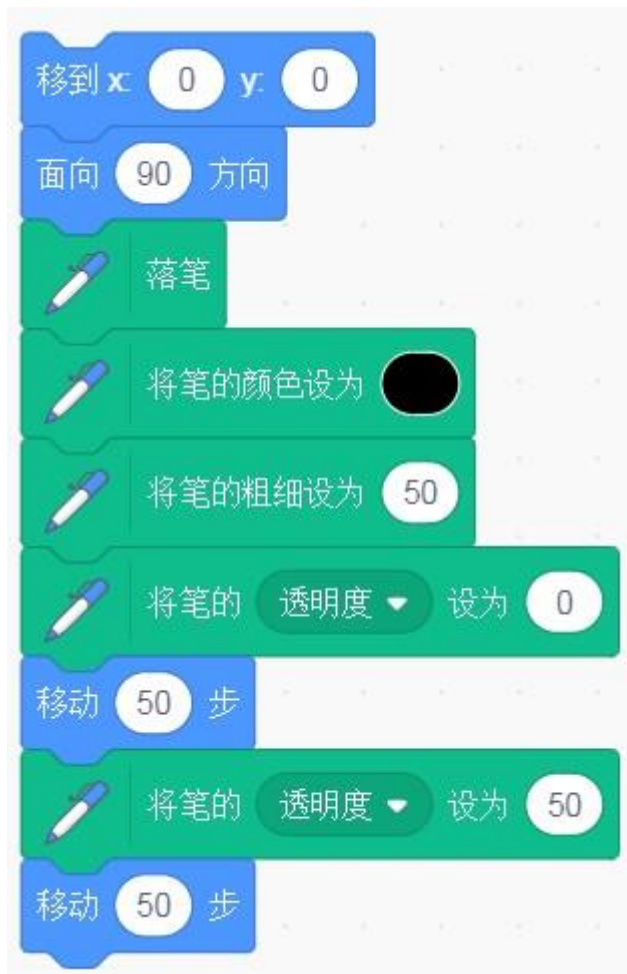 移到 x: 0 y: 0
面向 90 方向
落笔
将笔的颜色设为
将笔的粗细设为 50
将笔的 透明度 设为 0
移动 50 步
将笔的 透明度 设为 50
移动 50 步